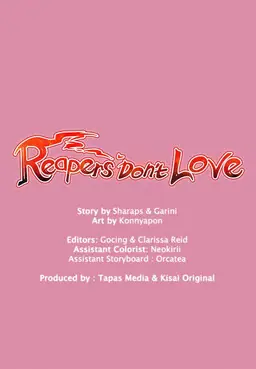 Reapers Don't Love
Story by Sharaps & Garini
Art by Konnyapon
Editors: Gocing & Clarissa Reid
Assistant Colorist: Neokirii
Assistant Storyboard : Orcatea
Produced by : Tapas Media & Kisai Original